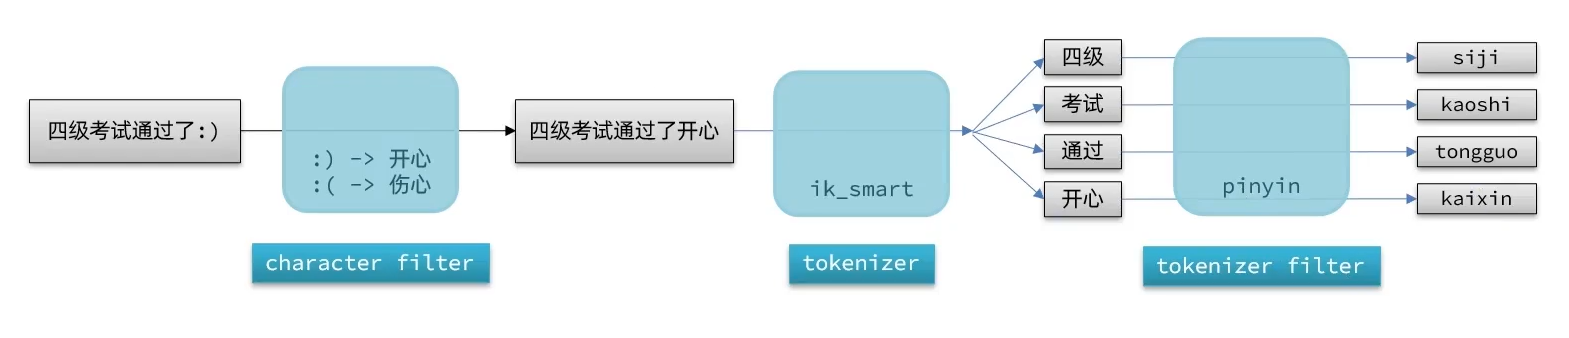 四级考试通过了:)
:) -> 开心
:( -> 伤心
character filter
四级考试通过了开心
ik_smart
tokenizer
四级
考试
通过
开心
pinyin
tokenizer filter
siji
kaoshi
tongguo
kaixin